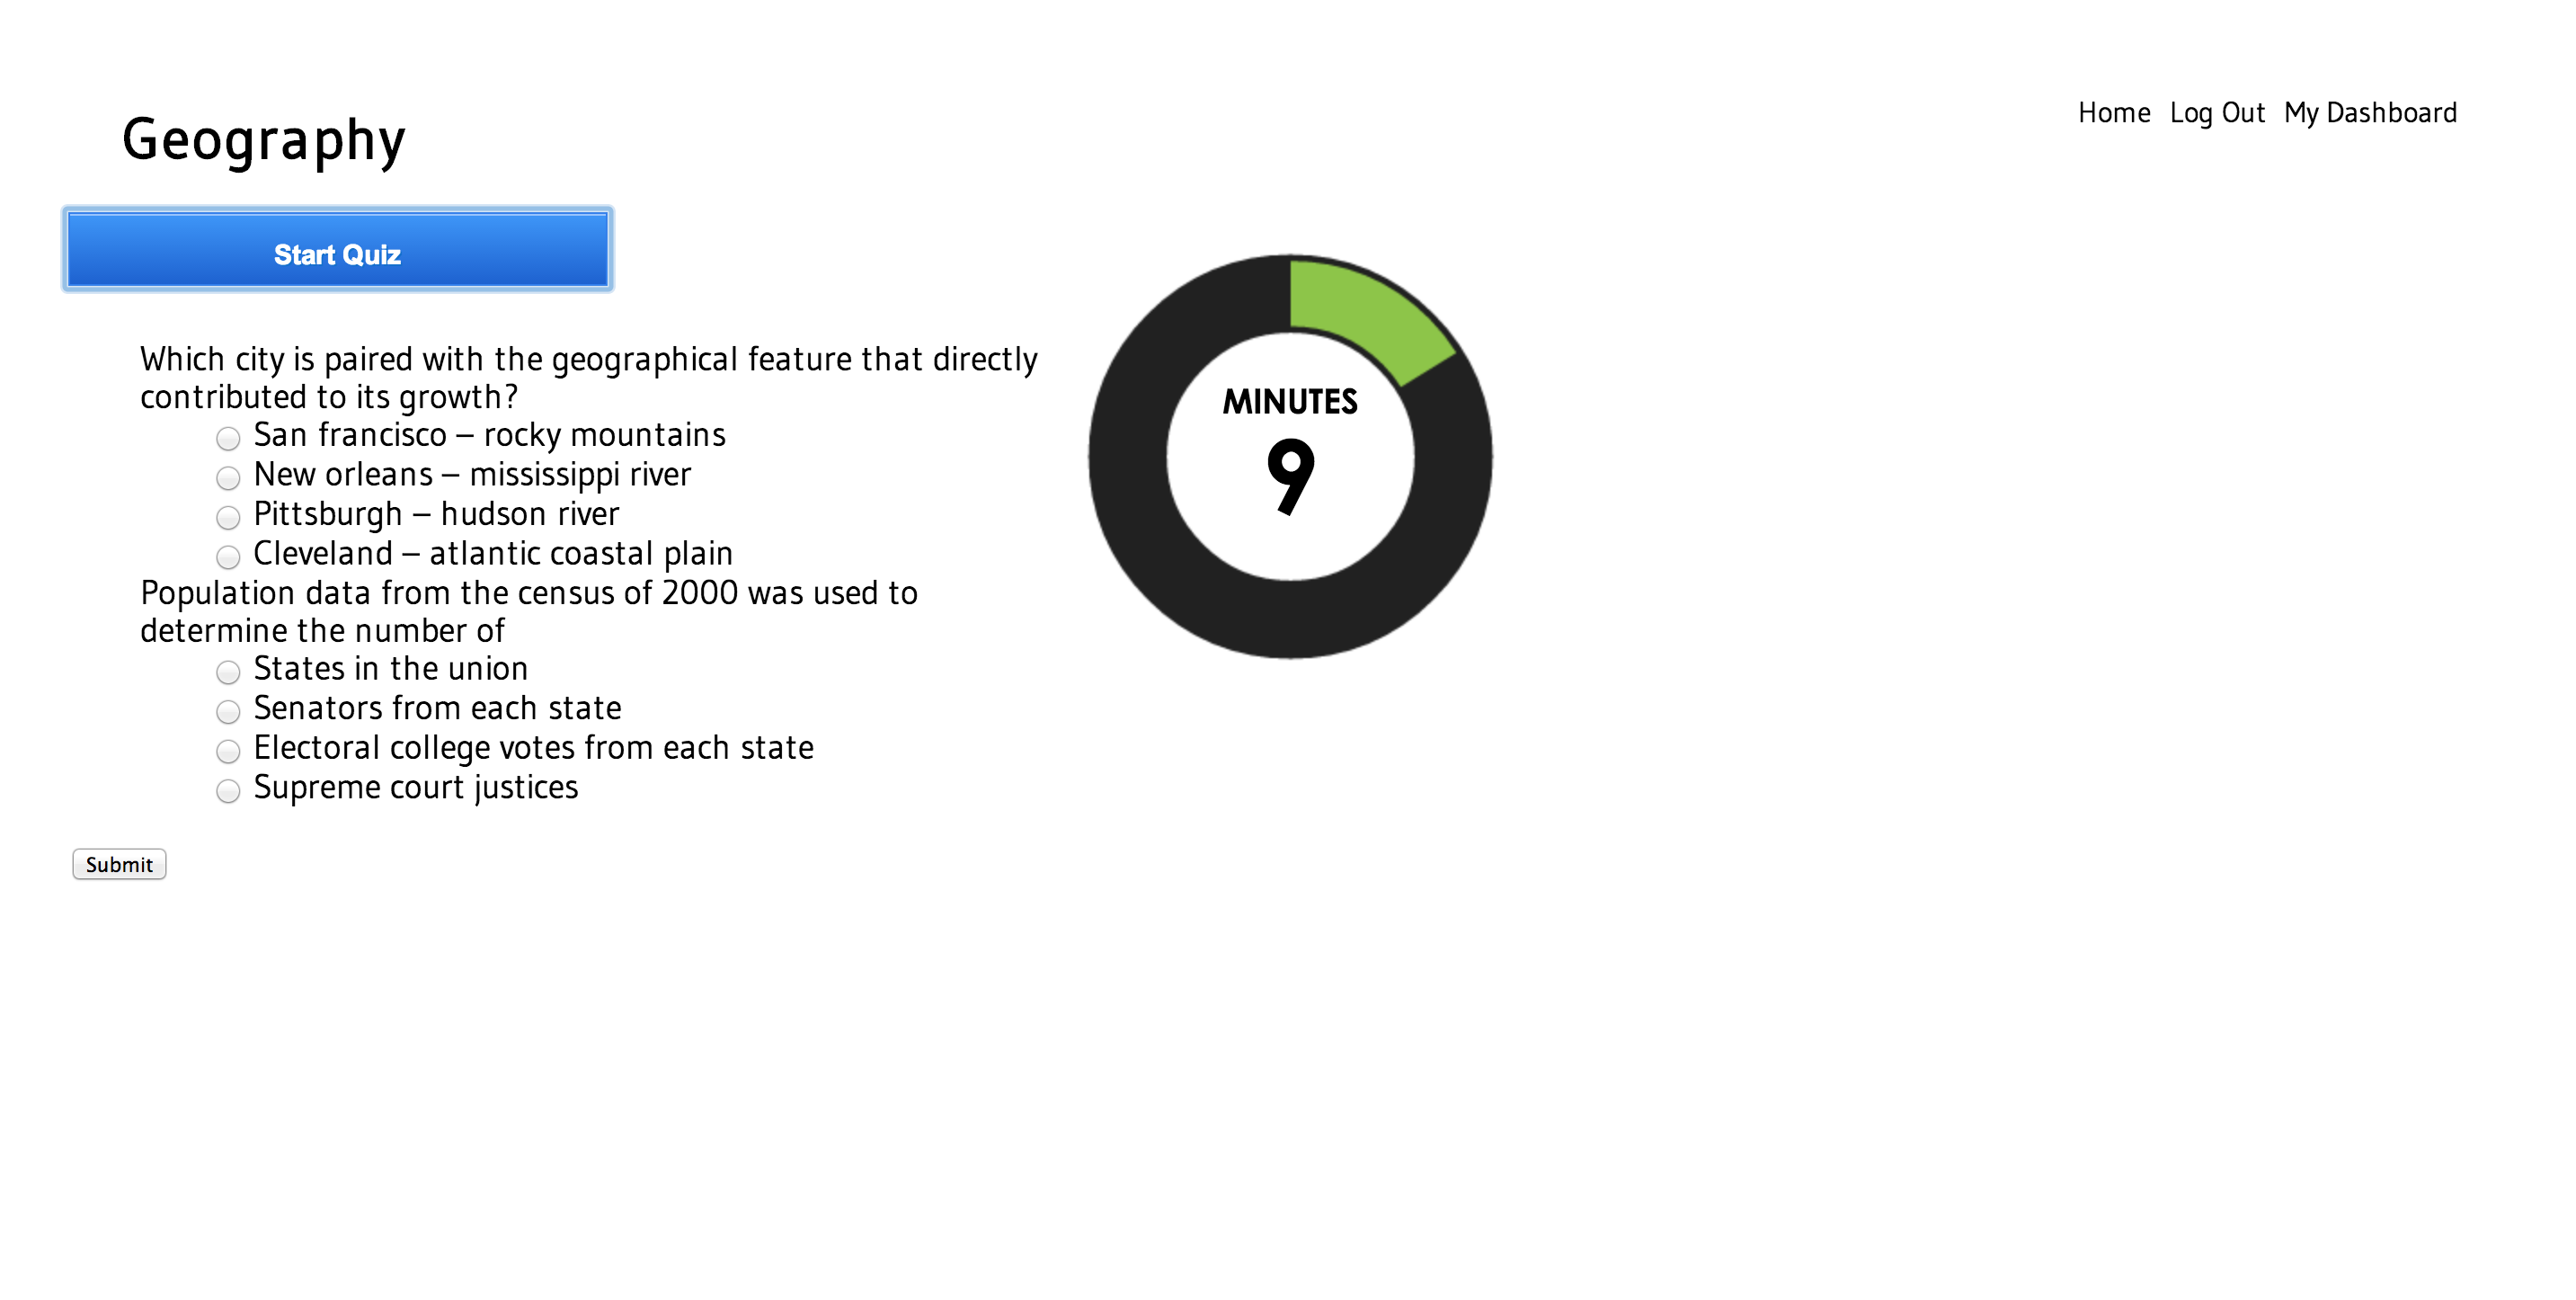 Geography
Home Log Out My Dashboard
Start Quiz
Which city is paired with the geographical feature that directly
contributed to its growth?
San francisco – rocky mountains
New orleans – mississippi river
Pittsburgh – hudson river
Cleveland – atlantic coastal plain
Population data from the census of 2000 was used to
determine the number of
States in the union
Senators from each state
Electoral college votes from each state
Supreme court justices
Submit
MINUTES
9